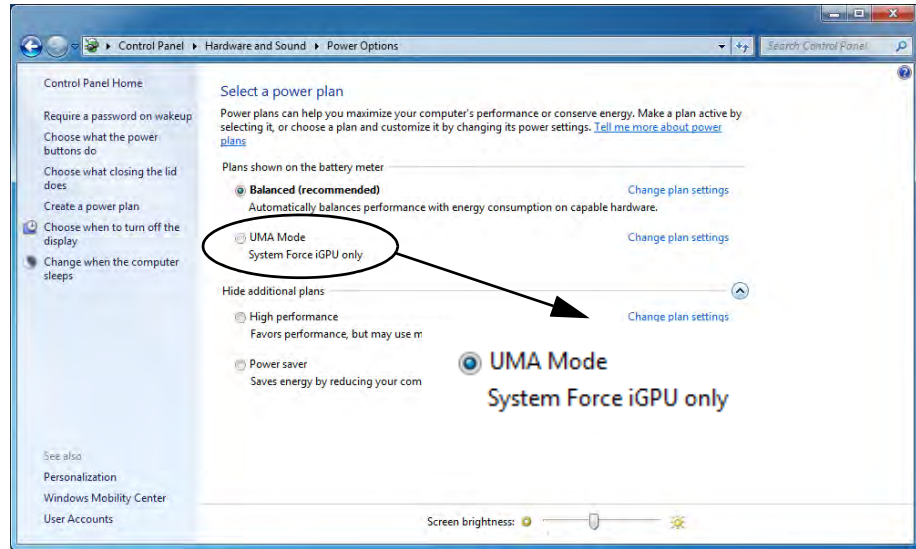 Control Panel ▸ Hardware and Sound ▸ Power Options
Search Control Panel
Control Panel Home
Require a password on wakeup
Choose what the power
buttons do
Choose what closing the lid
does
Create a power plan
Choose when to turn off the
display
Change when the computer
sleeps
See also
Personalization
Windows Mobility Center
User Accounts
Select a power plan
Power plans can help you maximize your computer's performance or conserve energy. Make a plan active by
selecting it, or choose a plan and customize it by changing its power settings. Tell me more about power
plans
Plans shown on the battery meter
Balanced (recommended) Change plan settings
Automatically balances performance with energy consumption on capable hardware.
UMA Mode Change plan settings
System Force iGPU only
Hide additional plans
High performance Change plan settings
Favors performance, but may use m
Power saver
Saves energy by reducing your com
UMA Mode
System Force iGPU only
Screen brightness: